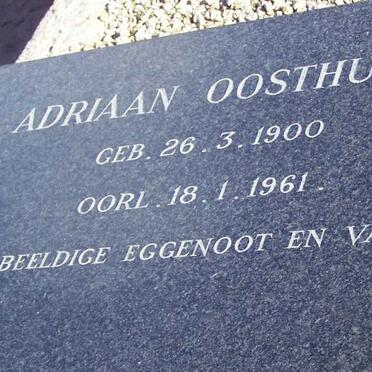 ADRIAAN OOSTHU
GEB. 26. 3. 1900
OORL. 18. 1. 1961.
BEELDIGE EGGENOOT EN VA